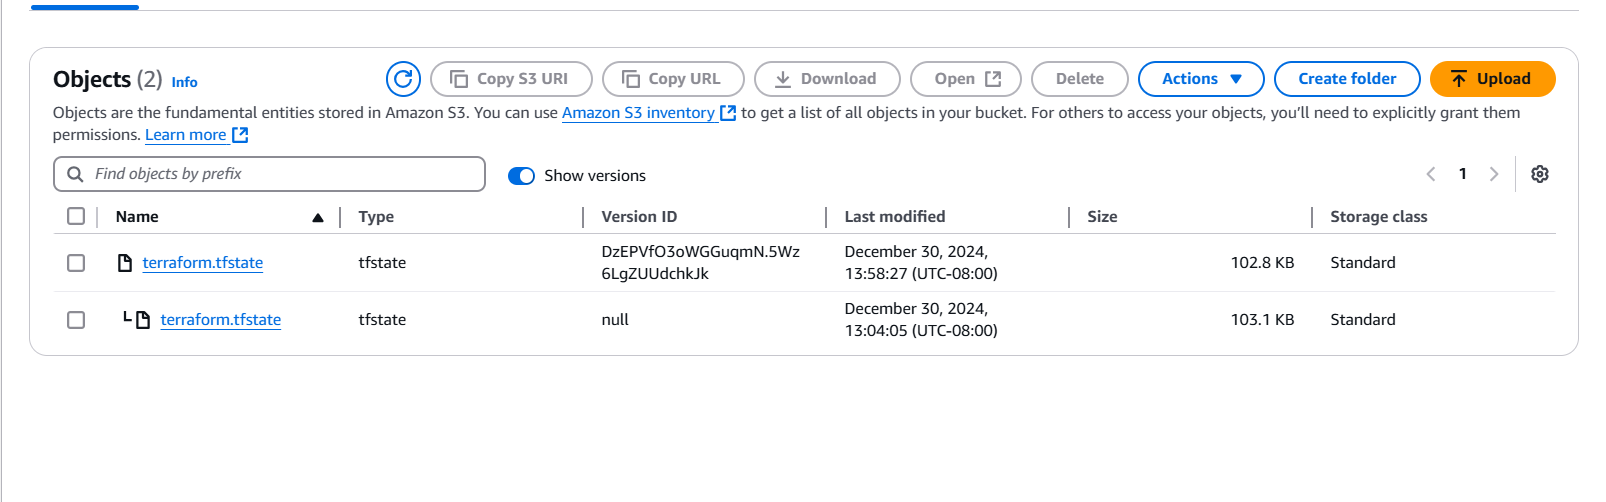 Objects (2) Info
Copy S3 URI Copy URL Download Open Delete Actions Create folder Upload
Objects are the fundamental entities stored in Amazon S3. You can use Amazon S3 inventory to get a list of all objects in your bucket. For others to access your objects, you'll need to explicitly grant them
permissions. Learn more
Find objects by prefix Show versions 1
Name Type Version ID Last modified Size Storage class
terraform.tfstate tfstate DzEPVfO3oWGGuqmN.5Wz December 30, 2024, 102.8 KB Standard
6LgZUUdchkJk 13:58:27 (UTC-08:00)
terraform.tfstate tfstate null December 30, 2024, 103.1 KB Standard
13:04:05 (UTC-08:00)